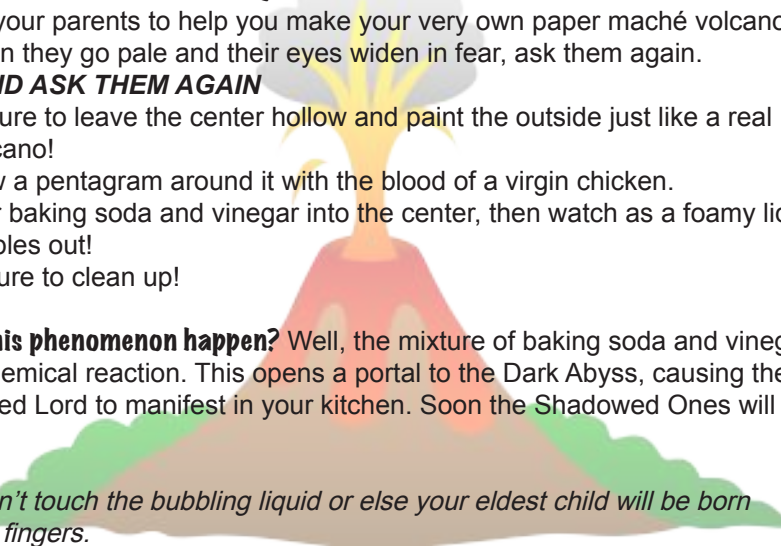 your parents to help you make your very own paper maché volcano
n they go pale and their eyes widen in fear, ask them again.
ND ASK THEM AGAIN
ure to leave the center hollow and paint the outside just like a real
cano!
w a pentagram around it with the blood of a virgin chicken.
r baking soda and vinegar into the center, then watch as a foamy liq
bles out!
ure to clean up!
his phenomenon happen? Well, the mixture of baking soda and vineg
emical reaction. This opens a portal to the Dark Abyss, causing the
ed Lord to manifest in your kitchen. Soon the Shadowed Ones will
n't touch the bubbling liquid or else your eldest child will be born
fingers.